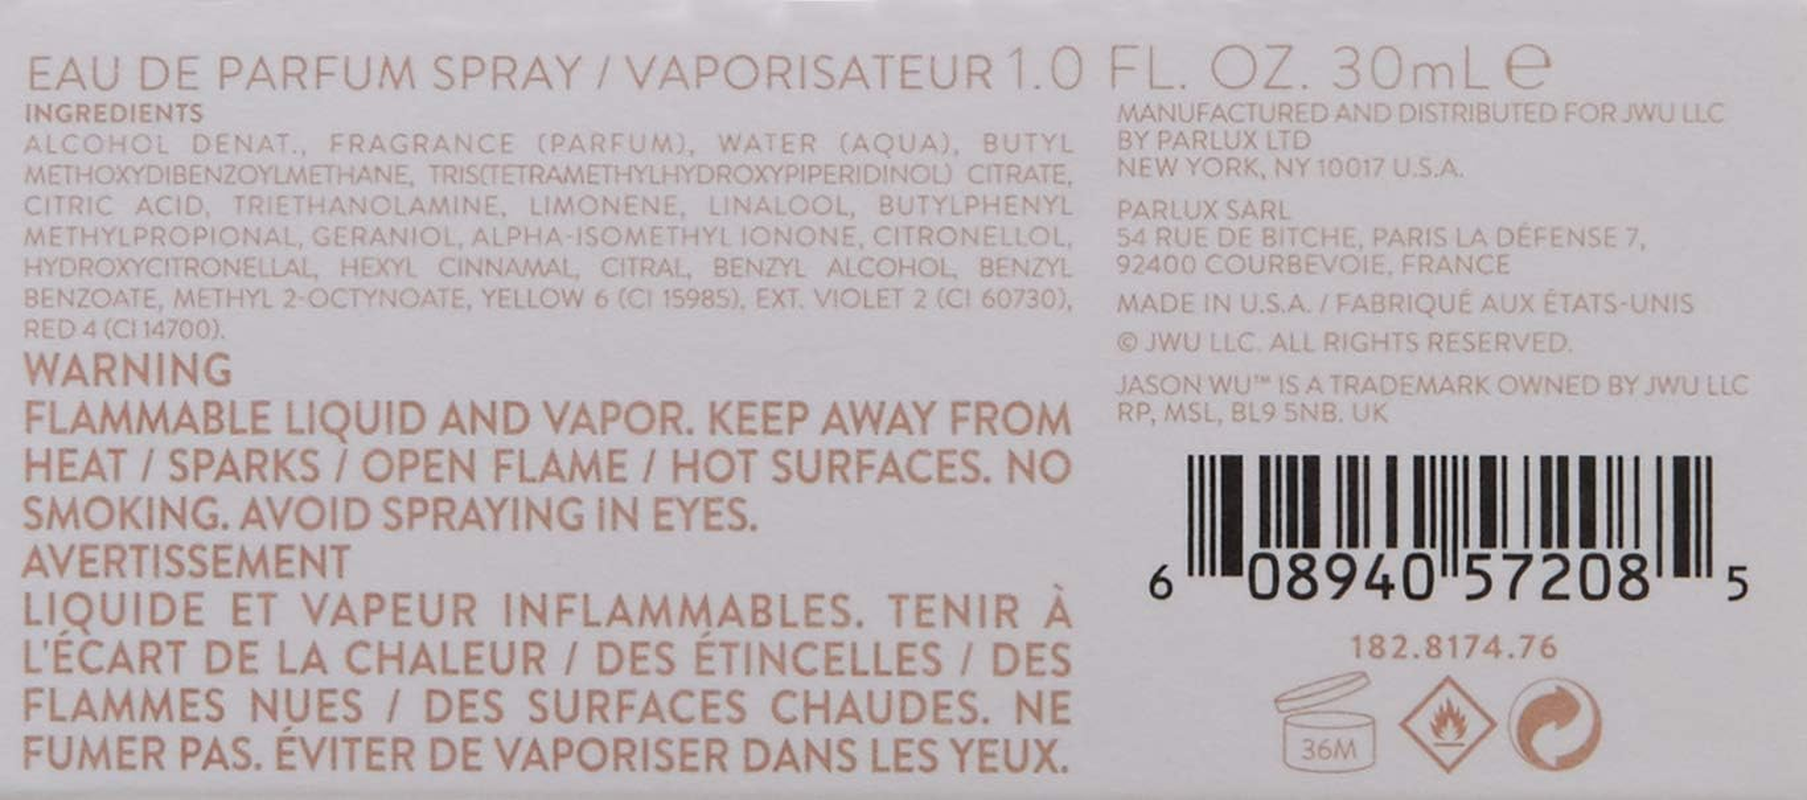 EAU DE PARFUM SPRAY / VAPORISATEUR 1.0 FL. OZ. 30mL e
INGREDIENTS
ALCOHOL DENAT., FRAGRANCE (PARFUM), WATER (AQUA), BUTYL
METHOXYDIBENZOYLMETHANE, TRIS(TETRAMETHYLHYDROXYPIPERIDINOL) CITRATE,
CITRIC ACID, TRIETHANOLAMINE, LIMONENE, LINALOOL, BUTYLPHENYL
METHYLPROPIONAL, GERANIOL, ALPHA-ISOMETHYL IONONE, CITRONELLOL,
HYDROXYCITRONELLAL, HEXYL CINNAMAL, CITRAL, BENZYL ALCOHOL, BENZYL
BENZOATE, METHYL 2-OCTYNOATE, YELLOW 6 (CI 15985), EXT. VIOLET 2 (CI 60730),
RED 4 (CI 14700).
WARNING
FLAMMABLE LIQUID AND VAPOR. KEEP AWAY FROM
HEAT / SPARKS / OPEN FLAME / HOT SURFACES. NO
SMOKING. AVOID SPRAYING IN EYES.
AVERTISSEMENT
LIQUIDE ET VAPEUR INFLAMMABLES. TENIR À
L'ÉCART DE LA CHALEUR / DES ÉTINCELLES / DES
FLAMMES NUES / DES SURFACES CHAUDES. NE
FUMER PAS. ÉVITER DE VAPORISER DANS LES YEUX.
MANUFACTURED AND DISTRIBUTED FOR JWU LLC
BY PARLUX LTD
NEW YORK, NY 10017 U.S.A.
PARLUX SARL
54 RUE DE BITCHE, PARIS LA DÉFENSE 7,
92400 COURBEVOIE, FRANCE
MADE IN U.S.A. / FABRIQUÉ AUX ÉTATS-UNIS
© JWU LLC. ALL RIGHTS RESERVED.
JASON WU™ IS A TRADEMARK OWNED BY JWU LLC
RP, MSL, BL9 5NB. UK
6 08940 57208 5
182.8174.76
36M